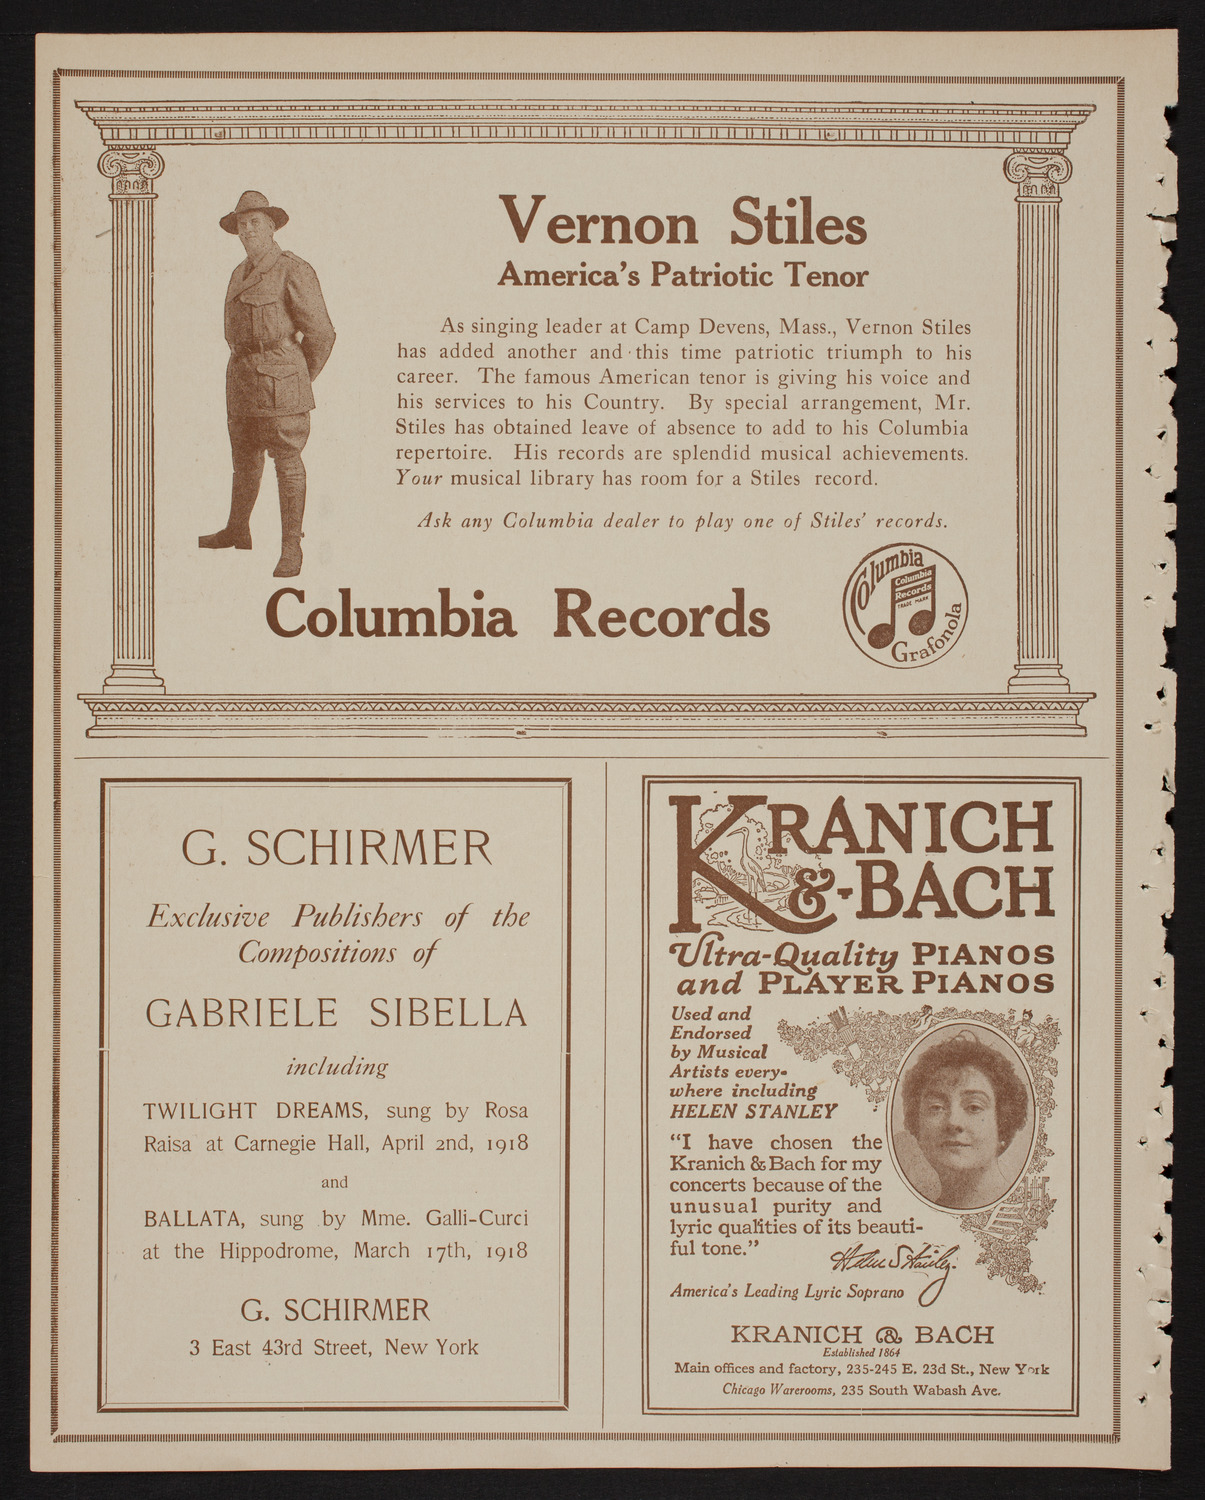 Vernon Stiles
America's Patriotic Tenor
As singing leader at Camp Devens, Mass., Vernon Stiles
has added another and this time patriotic triumph to his
career. The famous American tenor is giving his voice and
his services to his Country. By special arrangement, Mr.
Stiles has obtained leave of absence to add to his Columbia
repertoire. His records are splendid musical achievements.
Your musical library has room for a Stiles record.
Ask any Columbia dealer to play one of Stiles' records.
Columbia Records
Columbia
Columbia
Records
TRADE MARK
Grafonola
G. SCHIRMER
Exclusive Publishers of the
Compositions of
GABRIELE SIBELLA
including
TWILIGHT DREAMS, sung by Rosa
Raisa at Carnegie Hall, April 2nd, 1918
and
BALLATA, sung by Mme. Galli-Curci
at the Hippodrome, March 17th, 1918
G. SCHIRMER
3 East 43rd Street, New York
KRANICH
&-BACH
Ultra-Quality PIANOS
and PLAYER PIANOS
Used and
Endorsed
by Musical
Artists every-
where including
HELEN STANLEY
"I have chosen the
Kranich & Bach for my
concerts because of the
unusual purity and
lyric qualities of its beauti-
ful tone."
Helen Stanley
America's Leading Lyric Soprano
KRANICH & BACH
Established 1864
Main offices and factory, 235-245 E. 23d St., New York
Chicago Warerooms, 235 South Wabash Ave.